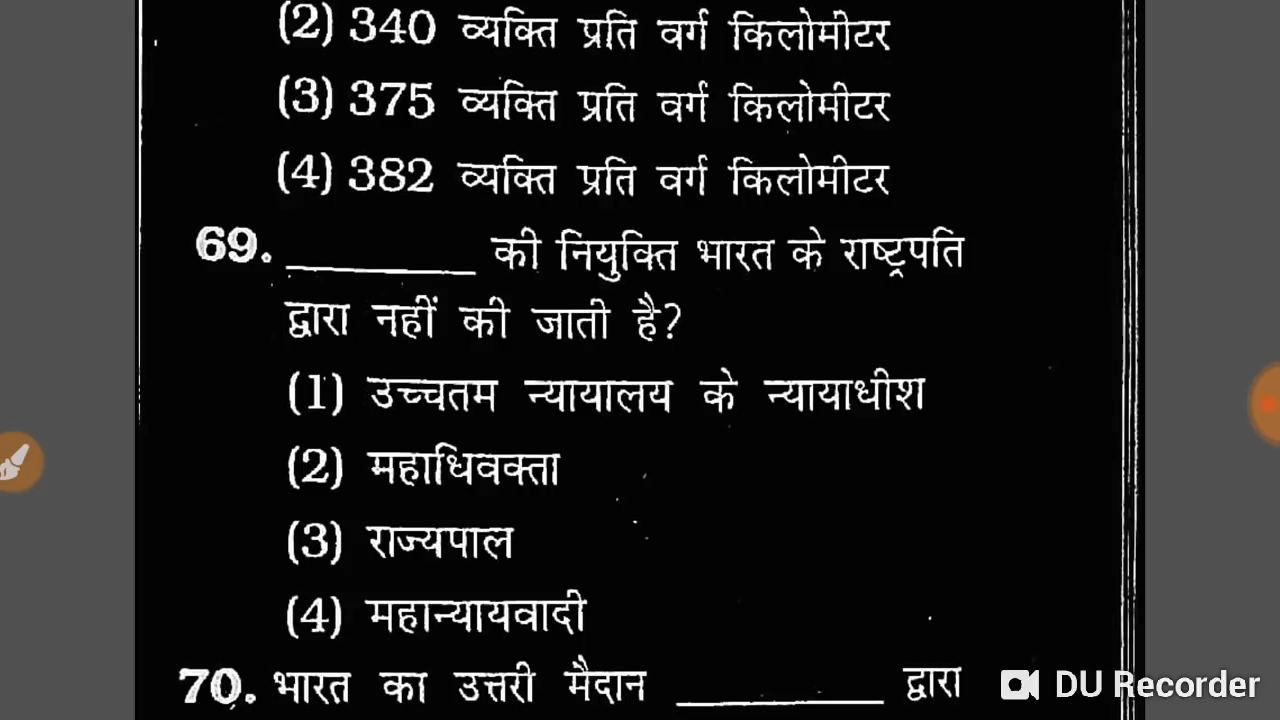 (2) 340 व्यक्ति प्रति वर्ग किलोमीटर
(3) 375 व्यक्ति प्रति वर्ग किलोमीटर
(4) 382 व्यक्ति प्रति वर्ग किलोमीटर
69. ________ की नियुक्ति भारत के राष्ट्रपति
द्वारा नहीं की जाती है?
(1) उच्चतम न्यायालय के न्यायाधीश
(2) महाधिवक्ता
(3) राज्यपाल
(4) महान्यायवादी
70. भारत का उत्तरी मैदान ________ द्वारा
DU Recorder